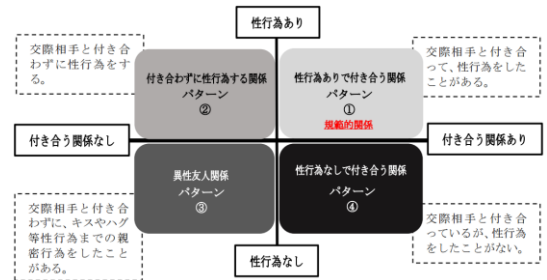 性行為あり
交際相手と付き合
わずに性行為をす
る。
付き合わずに性行為する関係
パターン
②
性行為ありで付き合う関係
パターン
①
規範的関係
交際相手と付き合
って、性行為をした
ことがある。
付き合う関係なし
付き合う関係あり
交際相手と付き合
わずに、キスやハグ
等性行為までの親
密行為をしたこと
がある。
異性友人関係
パターン
③
性行為なしで付き合う関係
パターン
④
交際相手と付き合
っているが、性行為
をしたことがない。
性行為なし